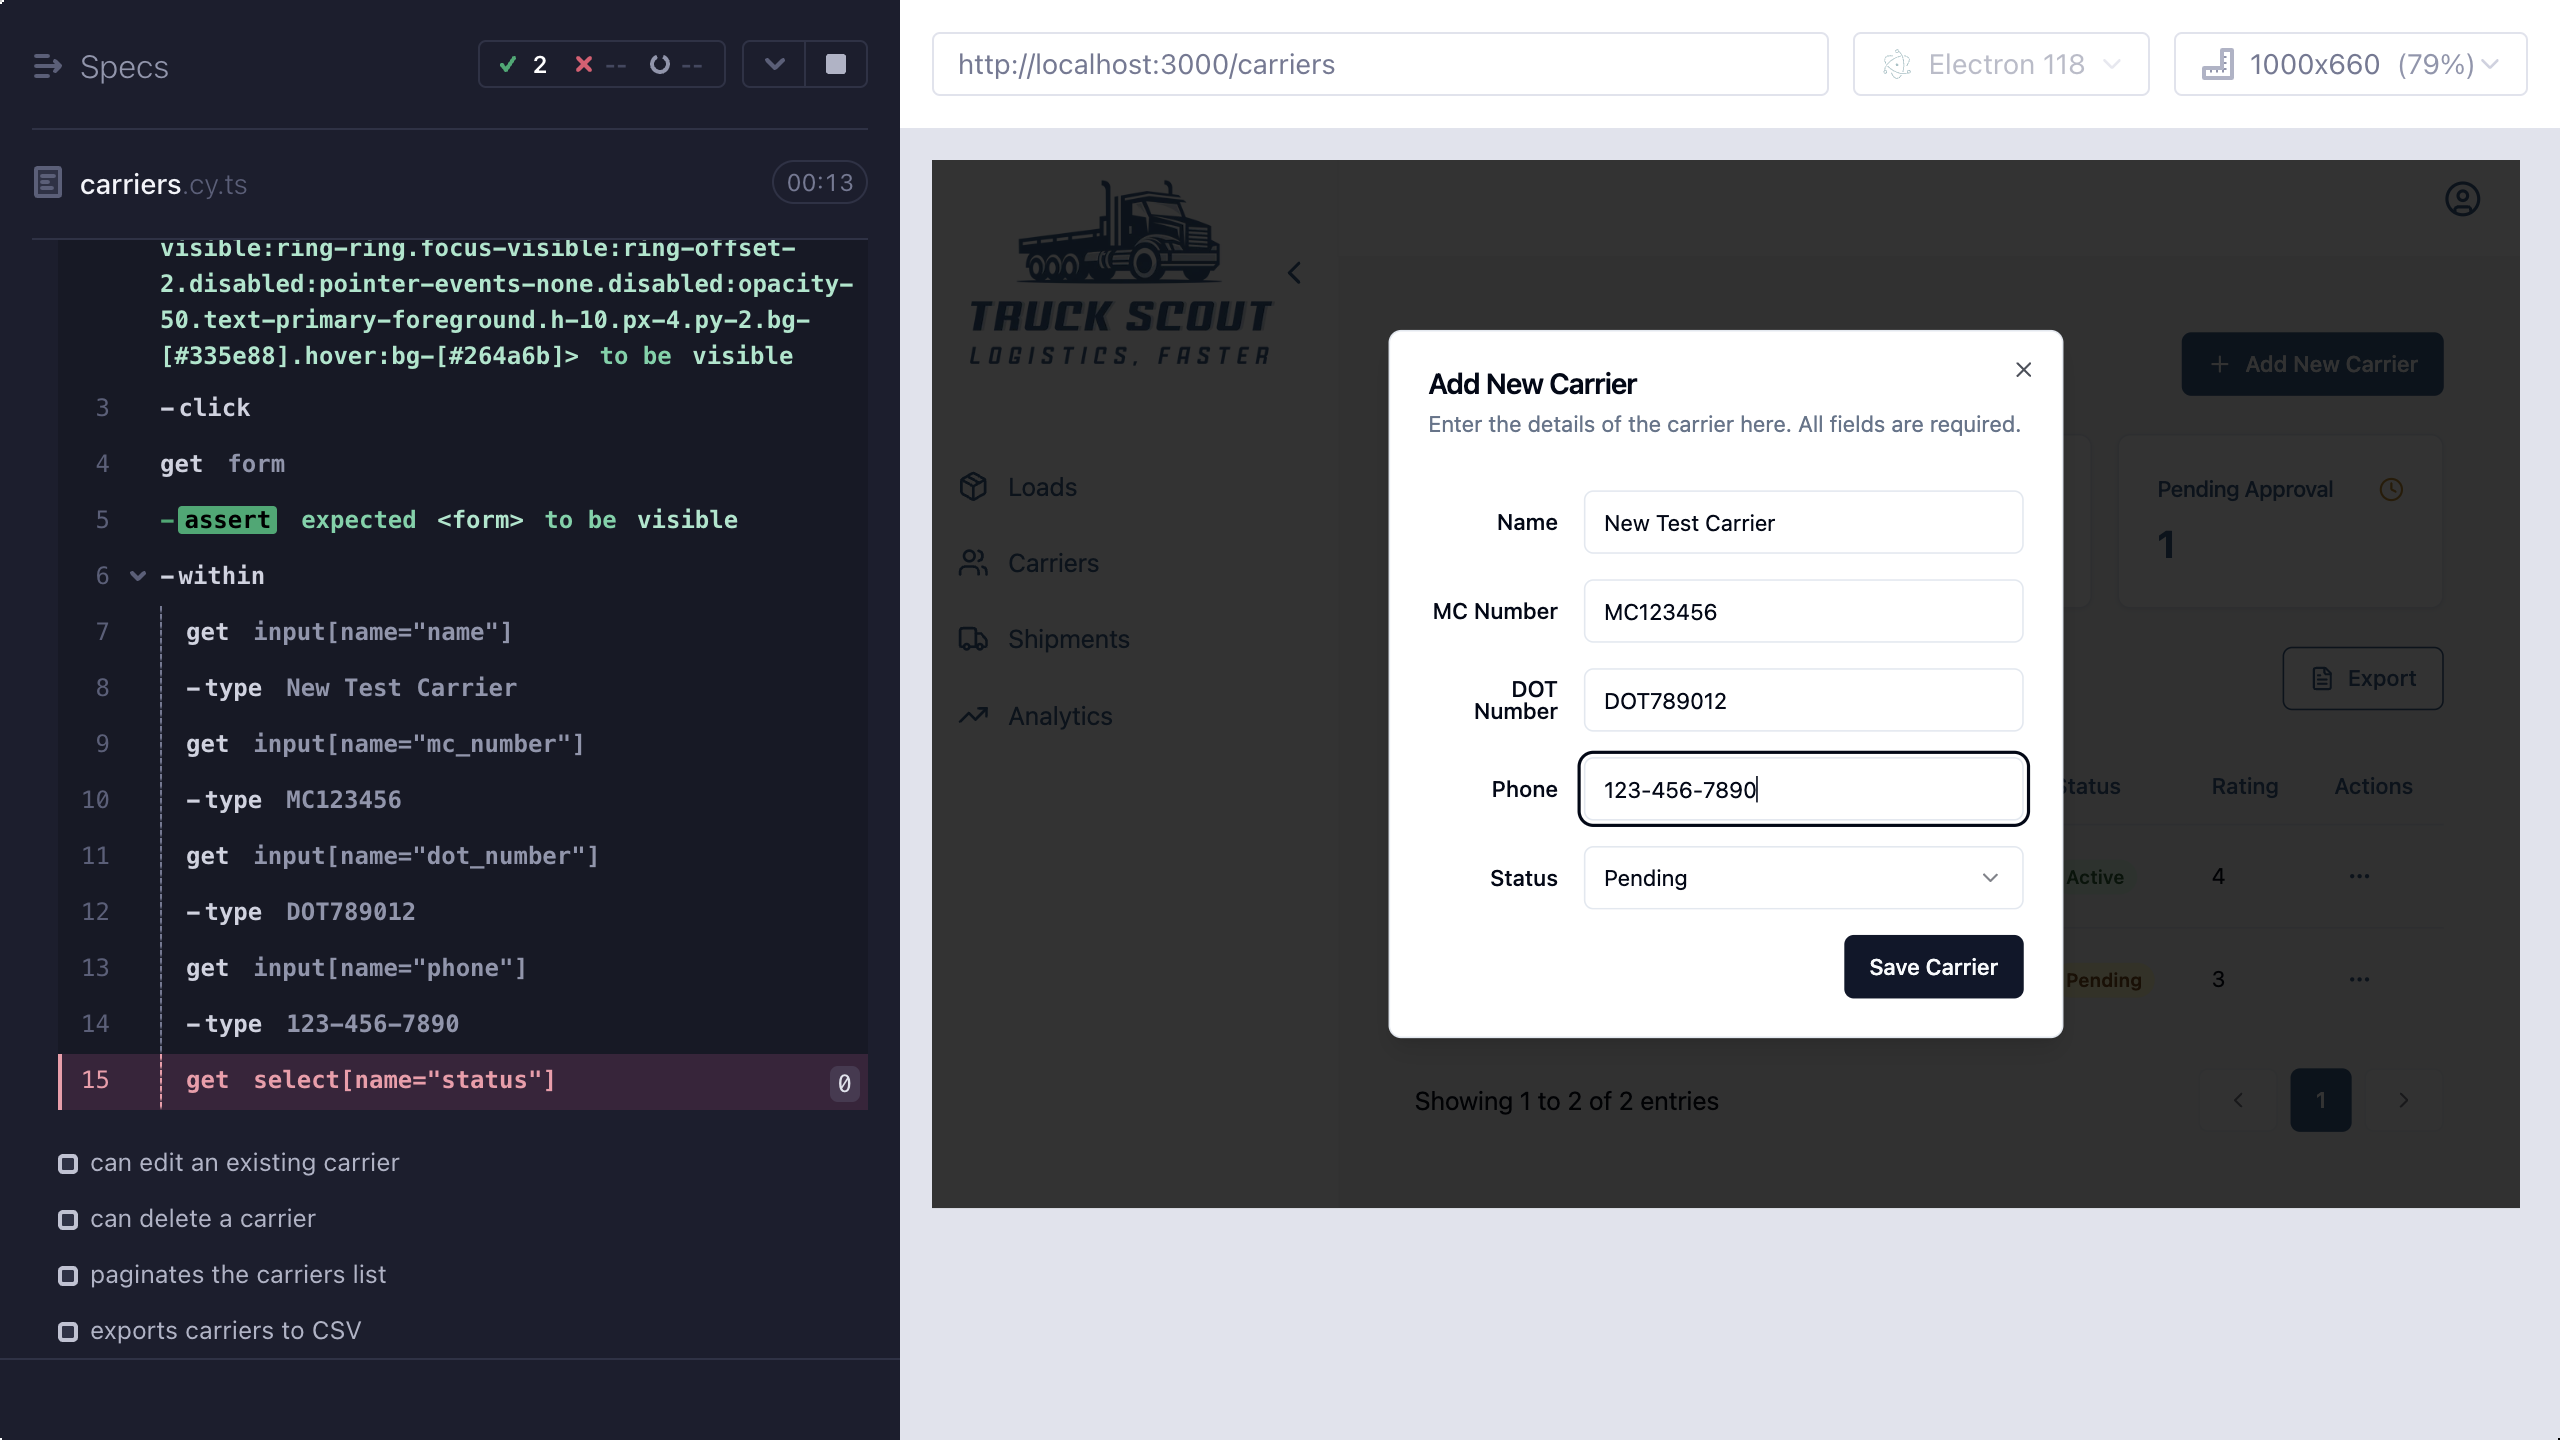 Specs
2
--
--
carriers.cy.ts
00:13
visible:ring-ring.focus-visible:ring-offset-
2.disabled:pointer-events-none.disabled:opacity-
50.text-primary-foreground.h-10.px-4.py-2.bg-
[#335e88].hover:bg-[#264a6b]> to be visible
3 -click
4 get form
5 -assert expected <form> to be visible
6 -within
7 get input[name="name"]
8 -type New Test Carrier
9 get input[name="mc_number"]
10 -type MC123456
11 get input[name="dot_number"]
12 -type DOT789012
13 get input[name="phone"]
14 -type 123-456-7890
15 get select[name="status"] 0
can edit an existing carrier
can delete a carrier
paginates the carriers list
exports carriers to CSV
http://localhost:3000/carriers
Electron 118
1000x660 (79%)
TRUCK SCOUT
LOGISTICS, FASTER
Loads
Carriers
Shipments
Analytics
Add New Carrier
Pending Approval
1
Export
Status Rating Actions
Active 4 ...
Pending 3 ...
Showing 1 to 2 of 2 entries
1
Add New Carrier
Enter the details of the carrier here. All fields are required.
Name New Test Carrier
MC Number MC123456
DOT
Number DOT789012
Phone 123-456-7890
Status Pending
Save Carrier